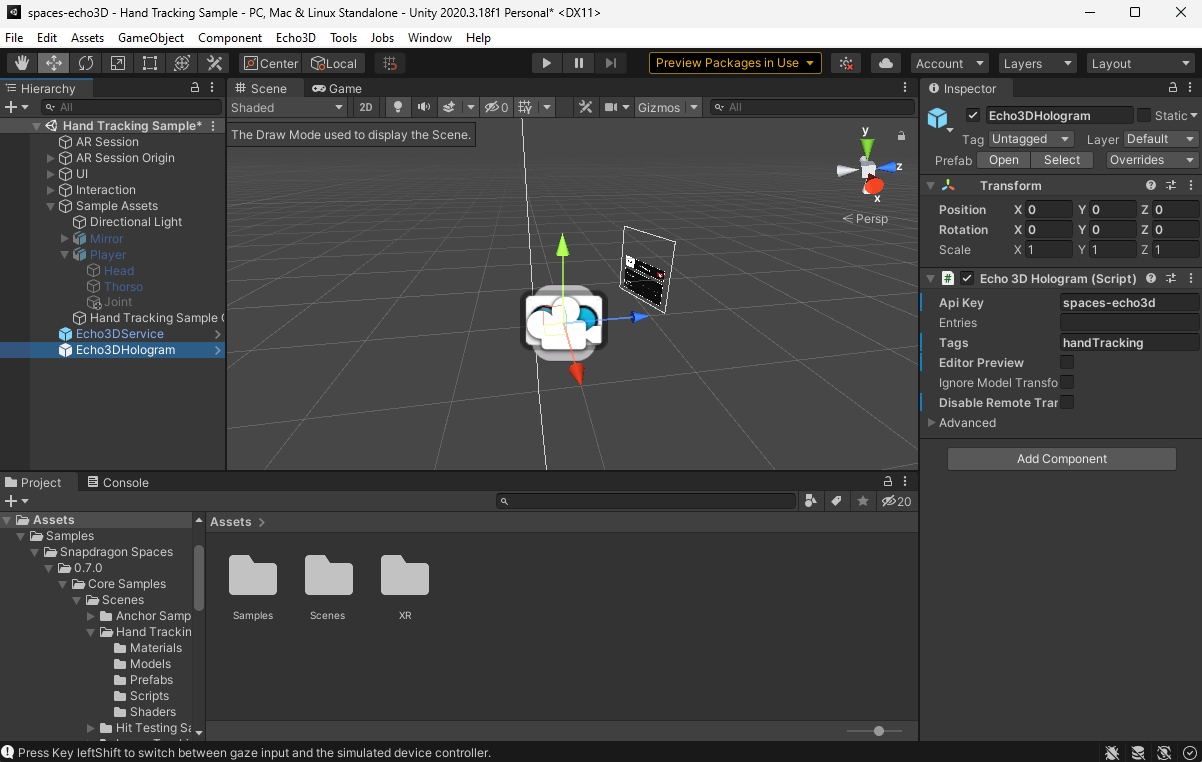 spaces-echo3D - Hand Tracking Sample - PC, Mac & Linux Standalone - Unity 2020.3.18f1 Personal* <DX11>
File Edit Assets GameObject Component Echo3D Tools Jobs Window Help
Center Local Preview Packages in Use Account Layers Layout
Hierarchy
All
Hand Tracking Sample*
AR Session
AR Session Origin
UI
Interaction
Sample Assets
Directional Light
Mirror
Player
Head
Thorso
Joint
Hand Tracking Sample
Echo3DService
Echo3DHologram
Scene Game
Shaded 2D 0 Gizmos All
The Draw Mode used to display the Scene.
y
z
x
Persp
Inspector
Echo3DHologram Static
Tag Untagged Layer Default
Prefab Open Select Overrides
Transform
Position X 0 Y 0 Z 0
Rotation X 0 Y 0 Z 0
Scale X 1 Y 1 Z 1
# Echo 3D Hologram (Script)
Api Key spaces-echo3d
Entries
Tags handTracking
Editor Preview
Ignore Model Transfo
Disable Remote Trar
Advanced
Add Component
Project Console
20
Assets
Samples
Snapdragon Spaces
0.7.0
Core Samples
Scenes
Anchor Samp
Hand Trackin
Materials
Models
Prefabs
Scripts
Shaders
Hit Testing Sa
Assets
Samples Scenes XR
Press Key leftShift to switch between gaze input and the simulated device controller.